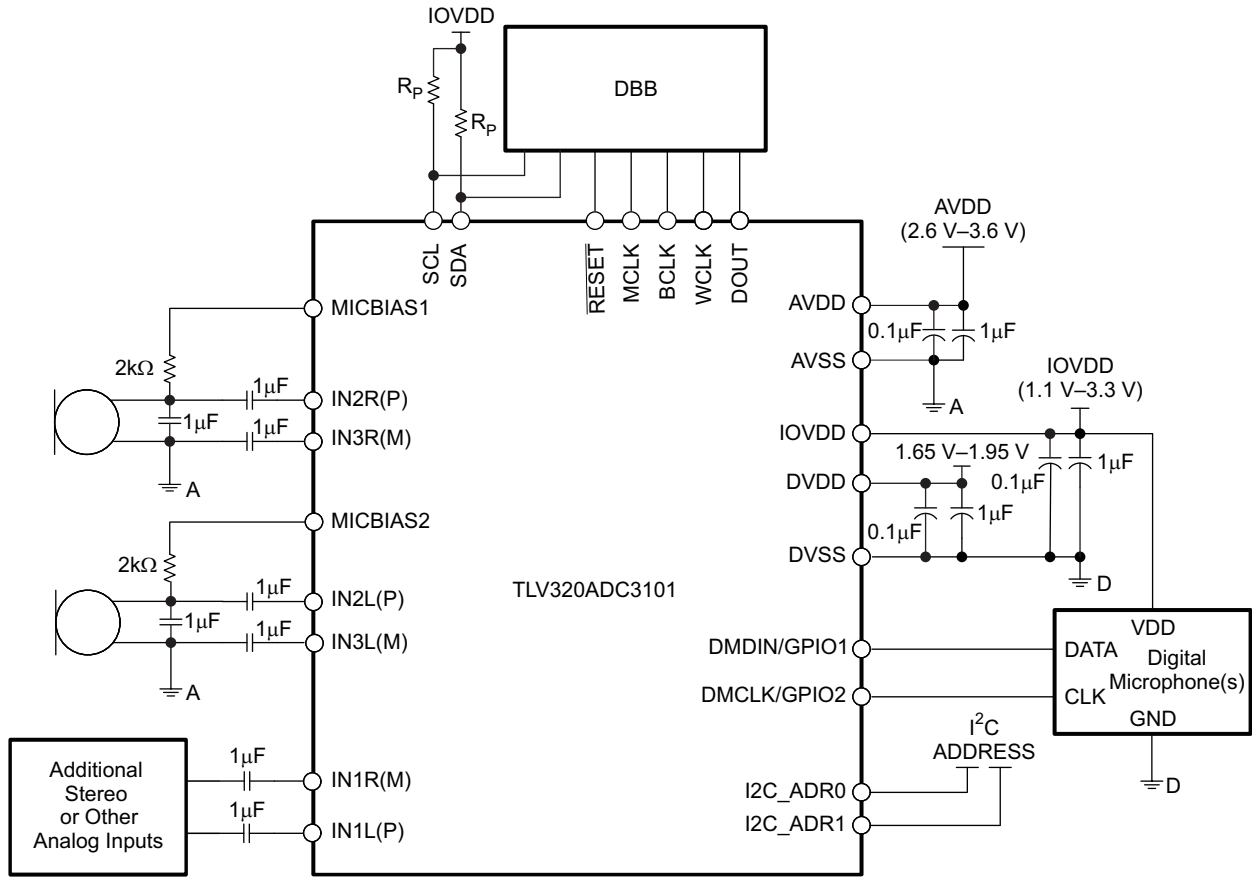 IOVDD
DBB
R_P
R_P
SCL
SDA
RESET
MCLK
BCLK
WCLK
DOUT
AVDD
(2.6 V–3.6 V)
MICBIAS1
AVDD
0.1μF
1μF
AVSS
A
2kΩ
1μF
IN2R(P)
1μF
1μF
IN3R(M)
A
IOVDD
(1.1 V–3.3 V)
IOVDD
1.65 V–1.95 V
0.1μF
1μF
DVDD
0.1μF
1μF
DVSS
D
MICBIAS2
2kΩ
1μF
IN2L(P)
1μF
1μF
IN3L(M)
A
TLV320ADC3101
DMDIN/GPIO1
DMCLK/GPIO2
VDD
DATA
Digital
Microphone(s)
CLK
GND
D
I²C
ADDRESS
I2C_ADR0
I2C_ADR1
Additional
Stereo
or Other
Analog Inputs
1μF
IN1R(M)
1μF
IN1L(P)